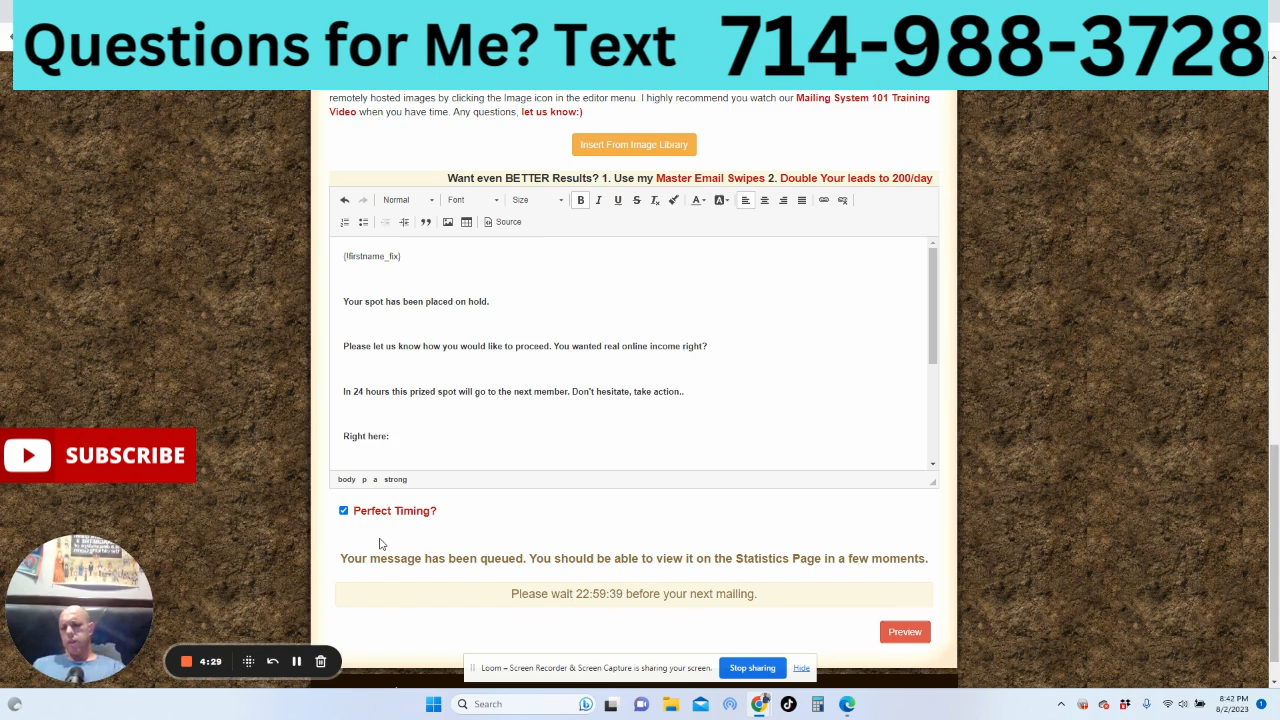 Questions for Me? Text 714-988-3728
remotely hosted images by clicking the Image icon in the editor menu. I highly recommend you watch our Mailing System 101 Training
Video when you have time. Any questions, let us know:)
Insert From Image Library
Want even BETTER Results? 1. Use my Master Email Swipes 2. Double Your leads to 200/day
Normal Font Size B I U S Tx A A
Source
{!firstname_fix}
Your spot has been placed on hold.
Please let us know how you would like to proceed. You wanted real online income right?
In 24 hours this prized spot will go to the next member. Don't hesitate, take action..
Right here:
SUBSCRIBE
body p a strong
Perfect Timing?
Your message has been queued. You should be able to view it on the Statistics Page in a few moments.
Please wait 22:59:39 before your next mailing.
Preview
4:29
Loom – Screen Recorder & Screen Capture is sharing your screen. Stop sharing Hide
Search
8:42 PM
8/2/2023